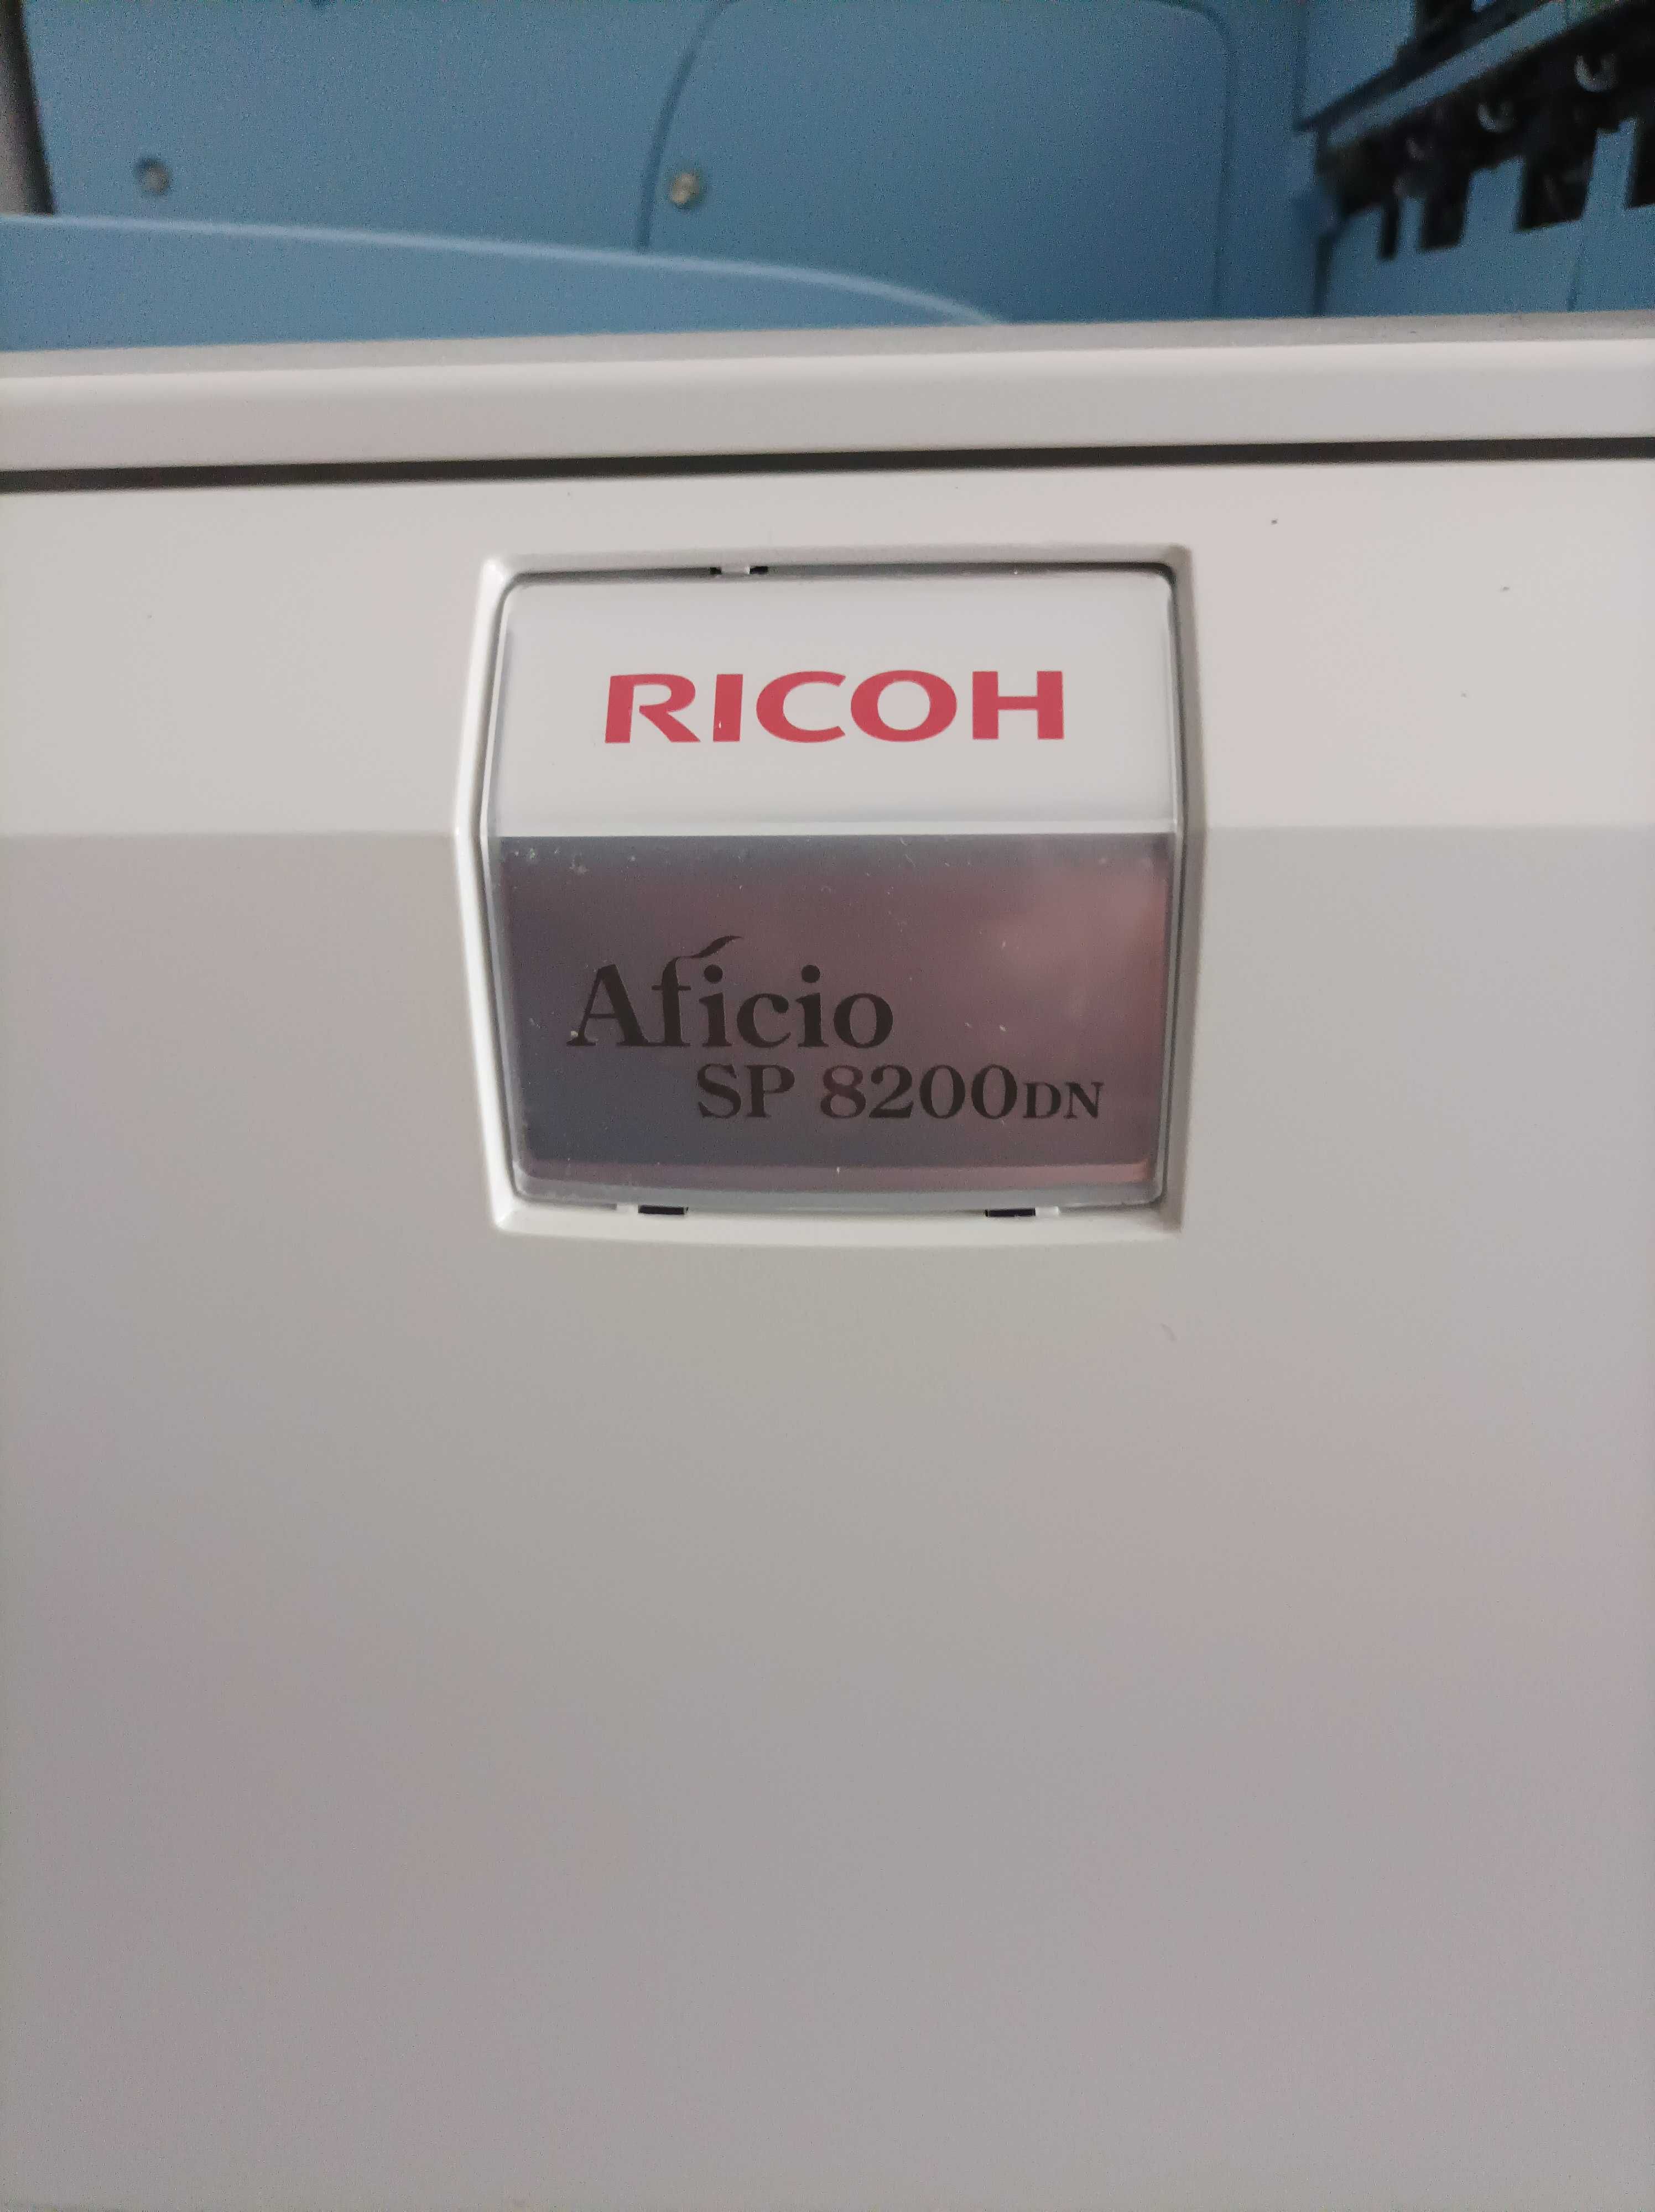 RICOH
Aficio
SP 8200DN